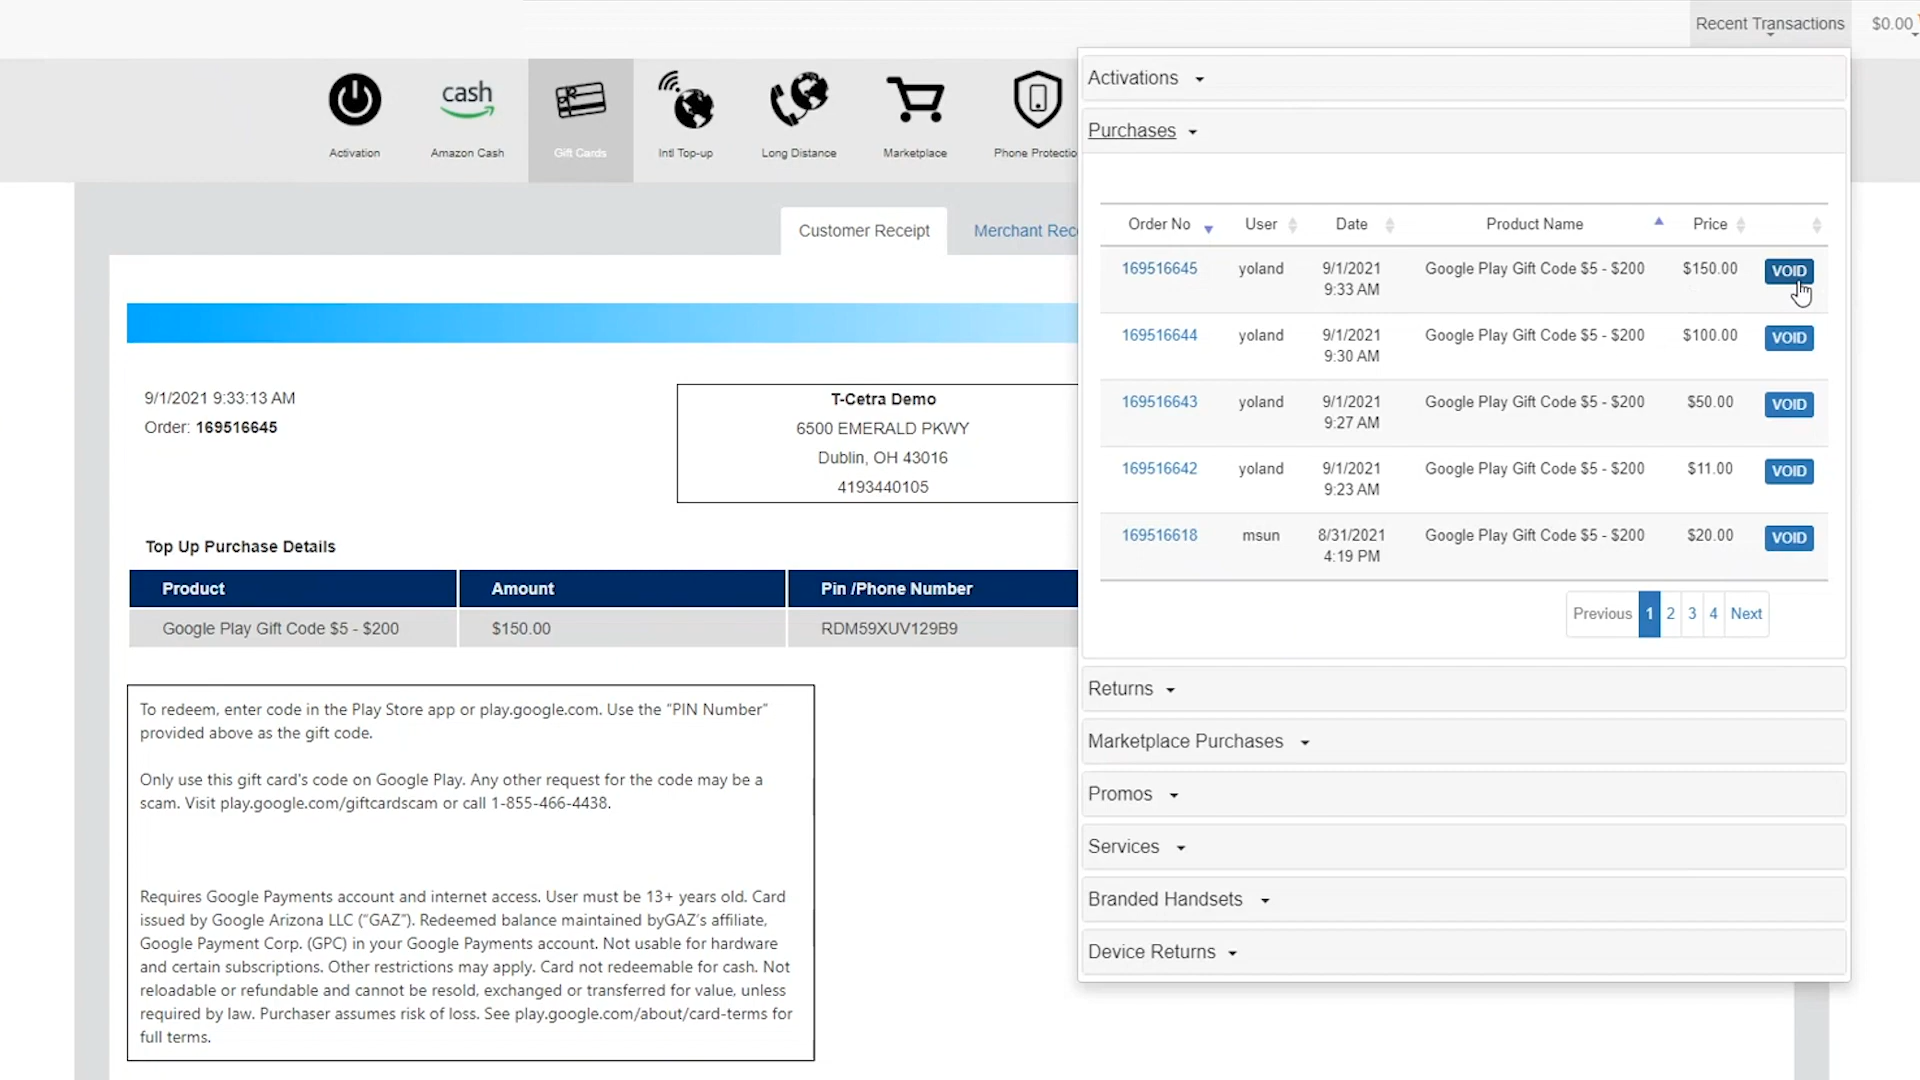 Recent Transactions
$0.00
Activation
cash
Amazon Cash
Gift Cards
Intl Top-up
Long Distance
Marketplace
Phone Protectio
Customer Receipt
Merchant Rec
9/1/2021 9:33:13 AM
Order: 169516645
T-Cetra Demo
6500 EMERALD PKWY
Dublin, OH 43016
4193440105
Top Up Purchase Details
Product Amount Pin /Phone Number
Google Play Gift Code $5 - $200 $150.00 RDM59XUV129B9
To redeem, enter code in the Play Store app or play.google.com. Use the “PIN Number”
provided above as the gift code.
Only use this gift card's code on Google Play. Any other request for the code may be a
scam. Visit play.google.com/giftcardscam or call 1-855-466-4438.
Requires Google Payments account and internet access. User must be 13+ years old. Card
issued by Google Arizona LLC (“GAZ”). Redeemed balance maintained byGAZ’s affiliate,
Google Payment Corp. (GPC) in your Google Payments account. Not usable for hardware
and certain subscriptions. Other restrictions may apply. Card not redeemable for cash. Not
reloadable or refundable and cannot be resold, exchanged or transferred for value, unless
required by law. Purchaser assumes risk of loss. See play.google.com/about/card-terms for
full terms.
Activations
Purchases
Order No User Date Product Name Price
169516645 yoland 9/1/2021 Google Play Gift Code $5 - $200 $150.00 VOID
9:33 AM
169516644 yoland 9/1/2021 Google Play Gift Code $5 - $200 $100.00 VOID
9:30 AM
169516643 yoland 9/1/2021 Google Play Gift Code $5 - $200 $50.00 VOID
9:27 AM
169516642 yoland 9/1/2021 Google Play Gift Code $5 - $200 $11.00 VOID
9:23 AM
169516618 msun 8/31/2021 Google Play Gift Code $5 - $200 $20.00 VOID
4:19 PM
Previous 1 2 3 4 Next
Returns
Marketplace Purchases
Promos
Services
Branded Handsets
Device Returns